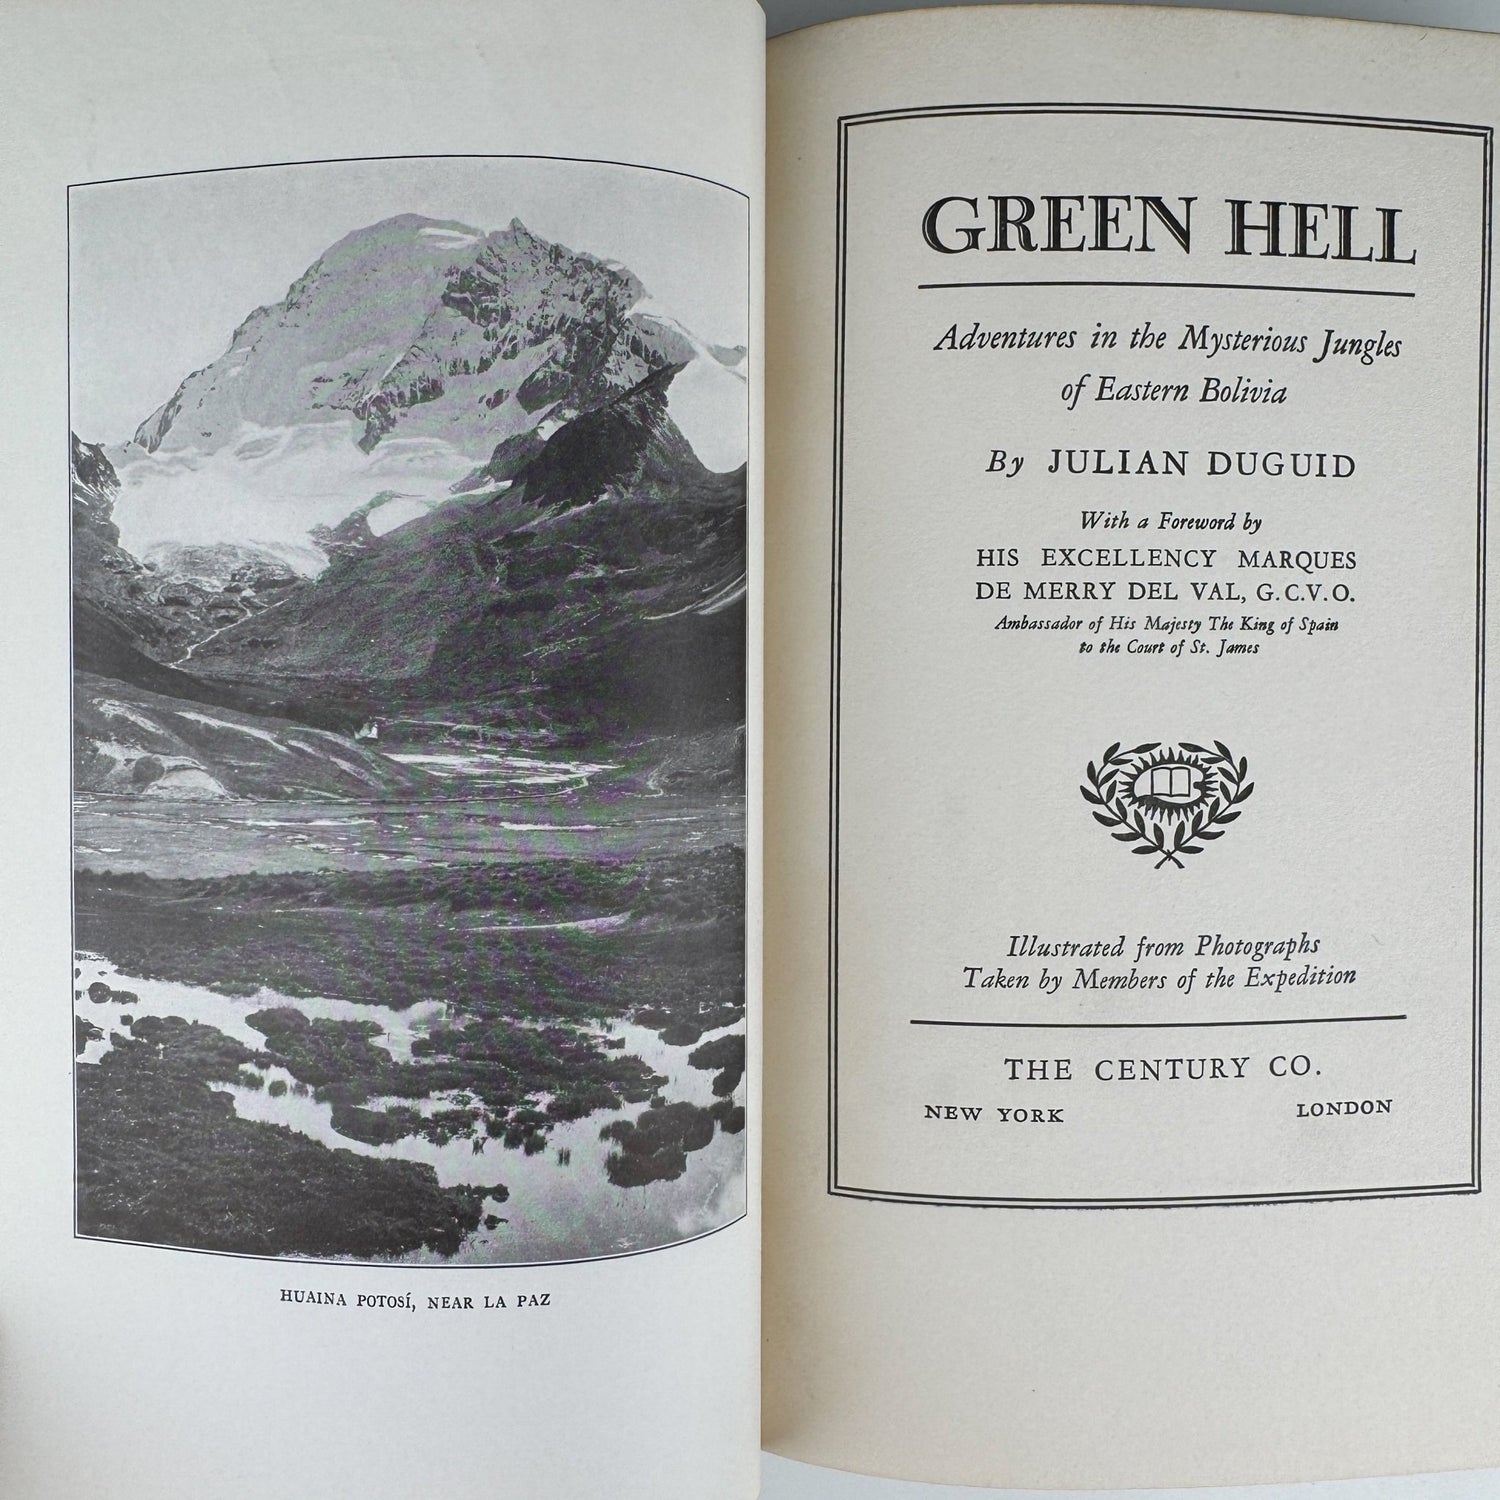 HUAINA POTOSÍ, NEAR LA PAZ
GREEN HELL
Adventures in the Mysterious Jungles
of Eastern Bolivia
By JULIAN DUGUID
With a Foreword by
HIS EXCELLENCY MARQUES
DE MERRY DEL VAL, G.C.V.O.
Ambassador of His Majesty The King of Spain
to the Court of St. James
Illustrated from Photographs
Taken by Members of the Expedition
THE CENTURY CO.
NEW YORK LONDON